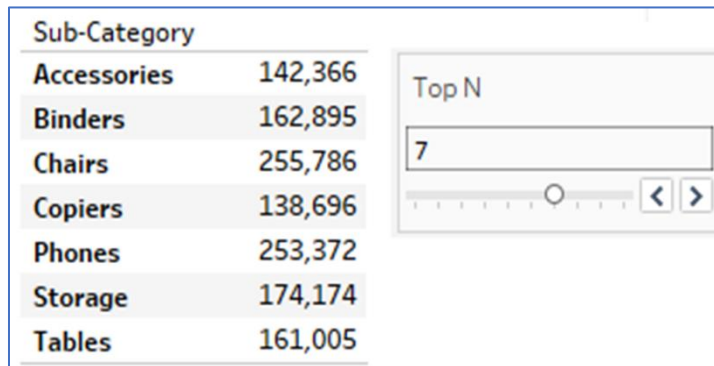 Sub-Category
Accessories 142,366
Binders 162,895
Chairs 255,786
Copiers 138,696
Phones 253,372
Storage 174,174
Tables 161,005
Top N
7